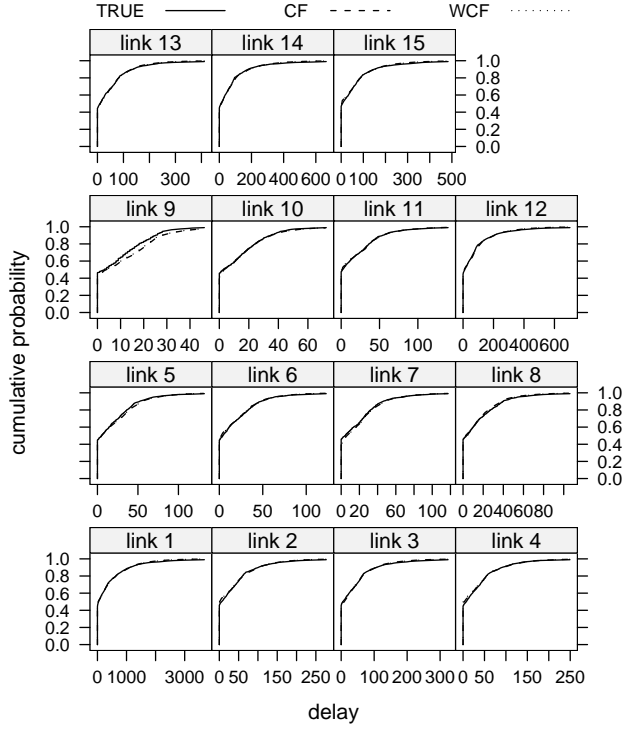 TRUE CF WCF
link 13 link 14 link 15
0.0 0.2 0.4 0.6 0.8 1.0
0 100 300
0 200 400 600
0 100 300 500
link 9 link 10 link 11 link 12
0.0 0.2 0.4 0.6 0.8 1.0
0 10 20 30 40
0 20 40 60
0 50 100
0 200 400 600
cumulative probability
link 5 link 6 link 7 link 8
0.0 0.2 0.4 0.6 0.8 1.0
0 50 100
0 50 100
0 20 60 100
0 20 40 60 80
link 1 link 2 link 3 link 4
0.0 0.2 0.4 0.6 0.8 1.0
0 1000 3000
0 50 150 250
0 100 200 300
0 50 150 250
delay